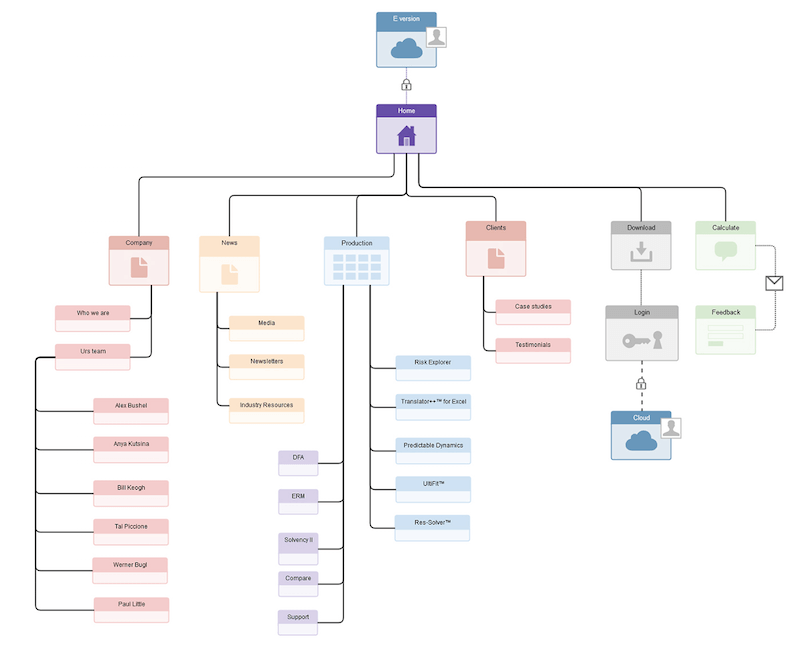 E version
Home
Company
News
Production
Clients
Download
Calculate
Who we are
Urs team
Alex Bushel
Anya Kutsina
Bill Keogh
Tal Piccione
Werner Bugl
Paul Little
Media
Newsletters
Industry Resources
DFA
ERM
Solvency II
Compare
Support
Risk Explorer
Translator++™ for Excel
Predictable Dynamics
UltiFit™
Res-Solver™
Case studies
Testimonials
Login
Cloud
Feedback